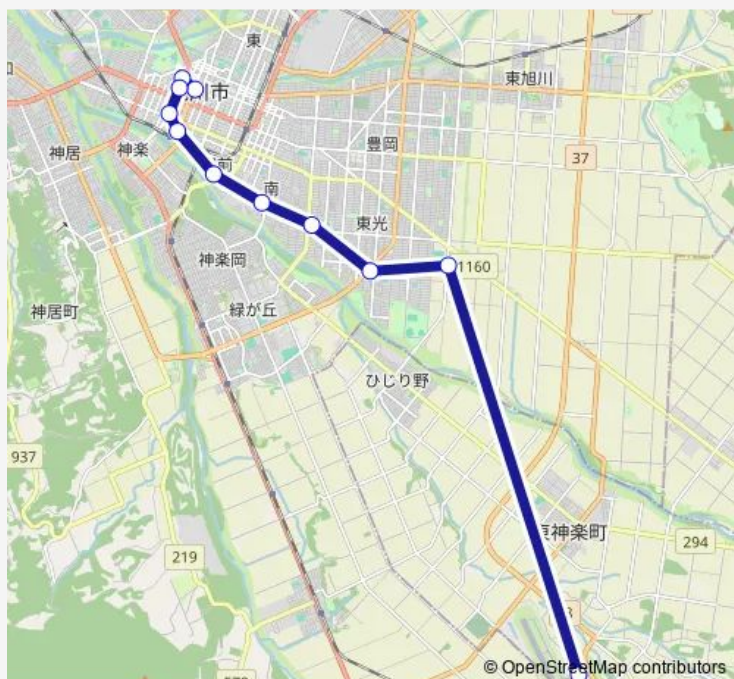 東
東旭川
市
豊岡
37
神居
神楽
前
南
東光
神楽岡
1160
神居町
緑が丘
ひじり野
937
219
神楽町
294
© OpenStreetMap contributors